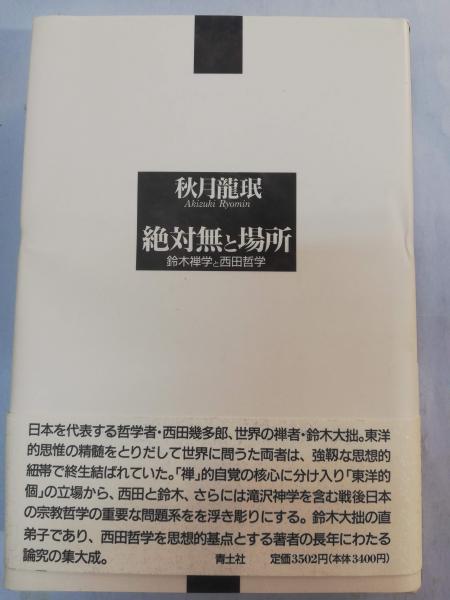 秋月龍珉
Akizuki Ryomin
絶対無と場所
鈴木禅学と西田哲学
日本を代表する哲学者・西田幾多郎、世界の禅者・鈴木大拙。東洋
的思惟の精髄をとりだして世界に問うた両者は、強靱な思想的
紐帯で終生結ばれていた。「禅」的自覚の核心に分け入り「東洋的
個」の立場から、西田と鈴木、さらには滝沢神学を含む戦後日本
の宗教哲学の重要な問題系をを浮き彫りにする。鈴木大拙の直
弟子であり、西田哲学を思想的基点とする著者の長年にわたる
論究の集大成。 青土社 定価3502円(本体3400円)